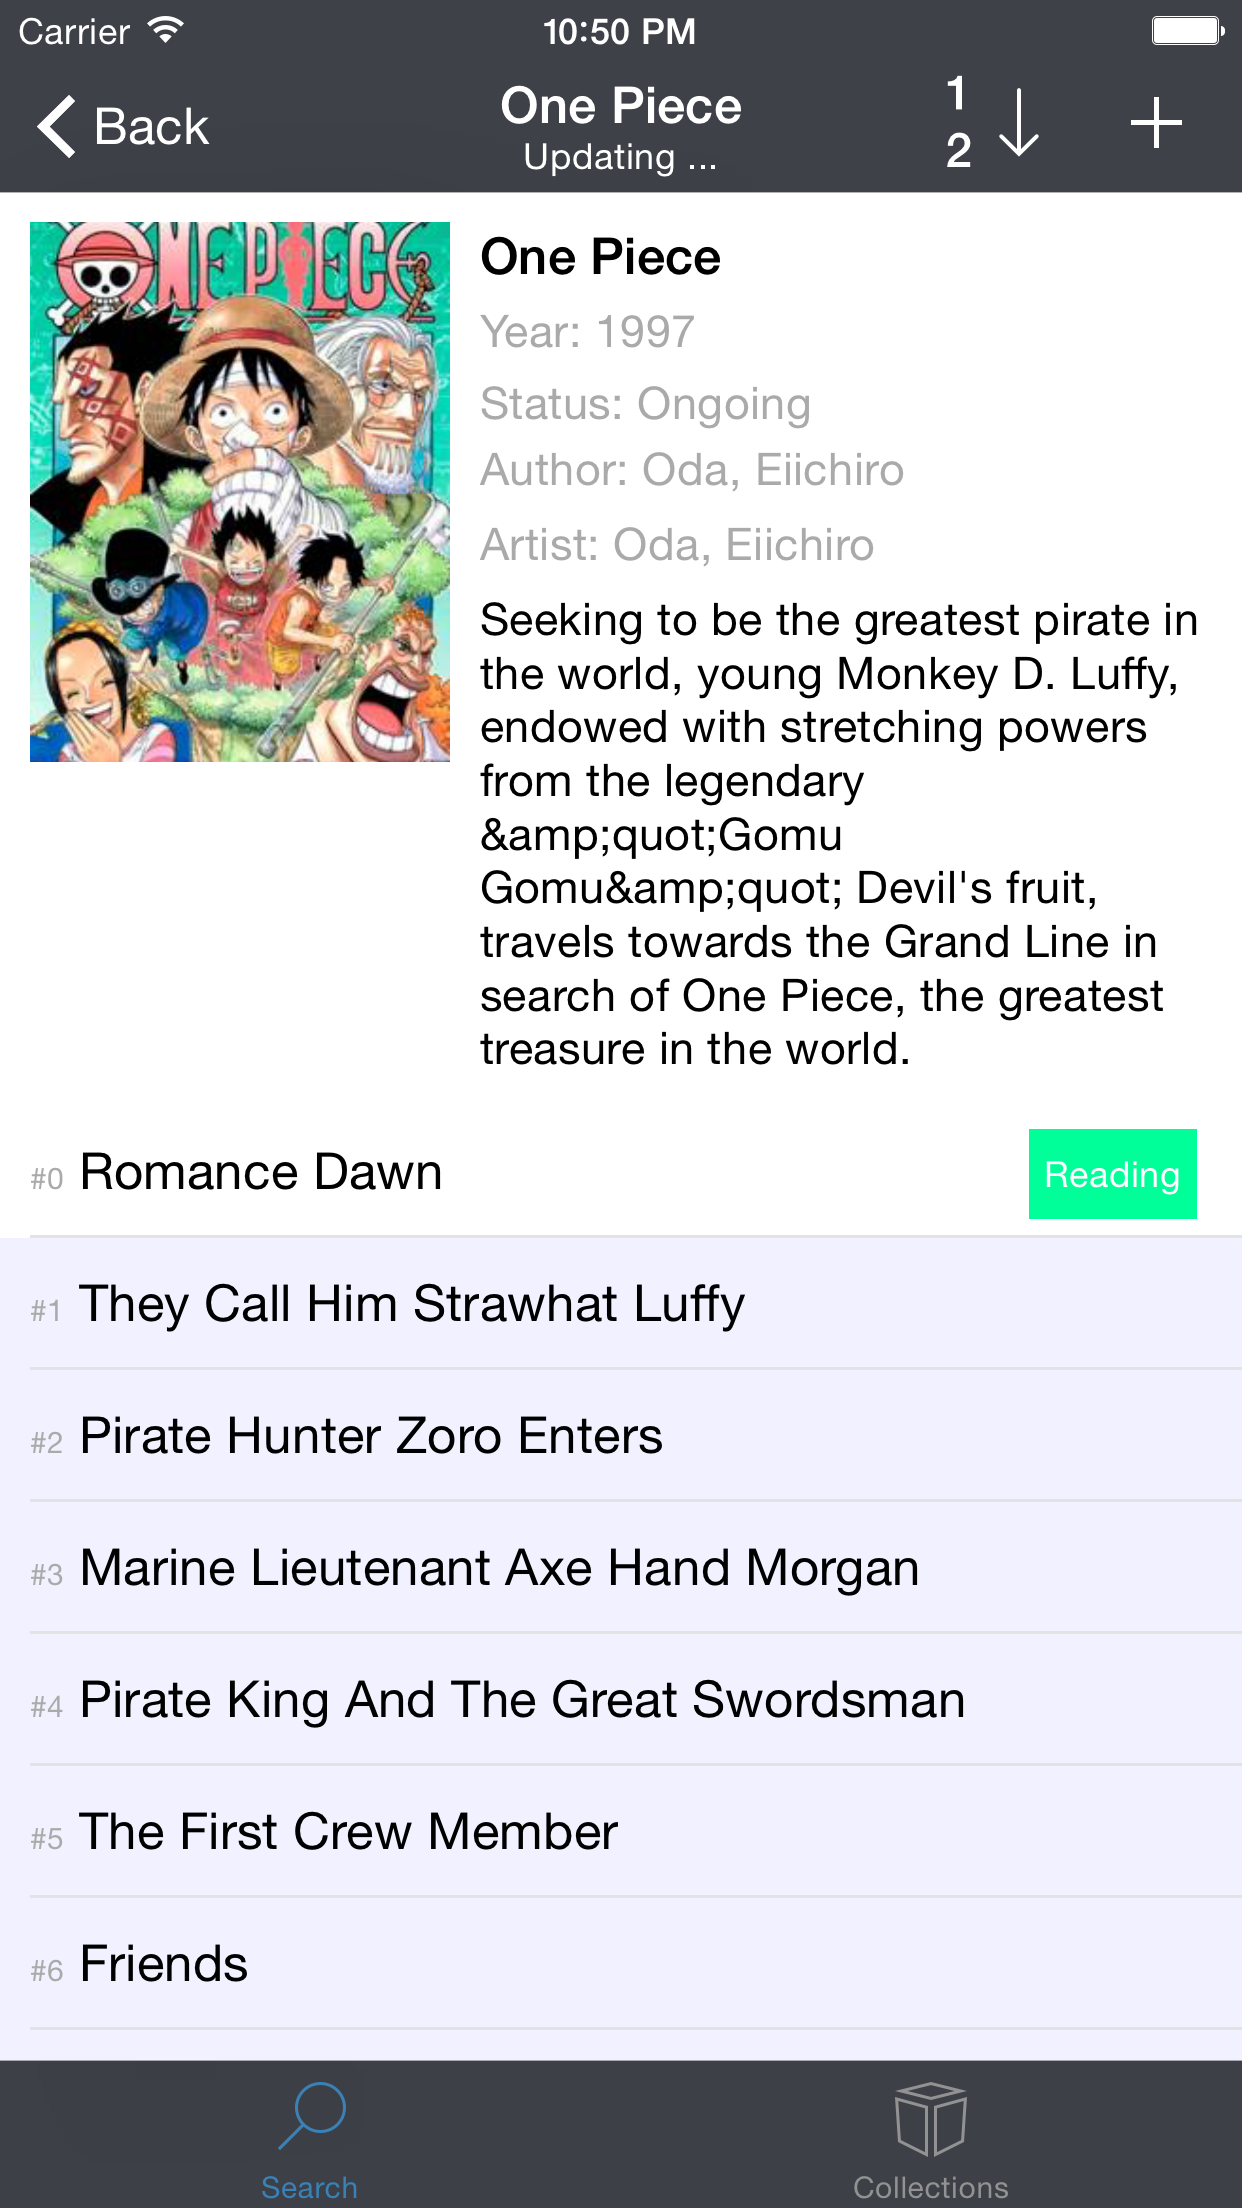 Carrier 10:50 PM
Back
One Piece
Updating ...
1
2
ONE PIECE
One Piece
Year: 1997
Status: Ongoing
Author: Oda, Eiichiro
Artist: Oda, Eiichiro
Seeking to be the greatest pirate in
the world, young Monkey D. Luffy,
endowed with stretching powers
from the legendary
&amp;quot;Gomu
Gomu&amp;quot; Devil's fruit,
travels towards the Grand Line in
search of One Piece, the greatest
treasure in the world.
#0 Romance Dawn Reading
#1 They Call Him Strawhat Luffy
#2 Pirate Hunter Zoro Enters
#3 Marine Lieutenant Axe Hand Morgan
#4 Pirate King And The Great Swordsman
#5 The First Crew Member
#6 Friends
Search Collections